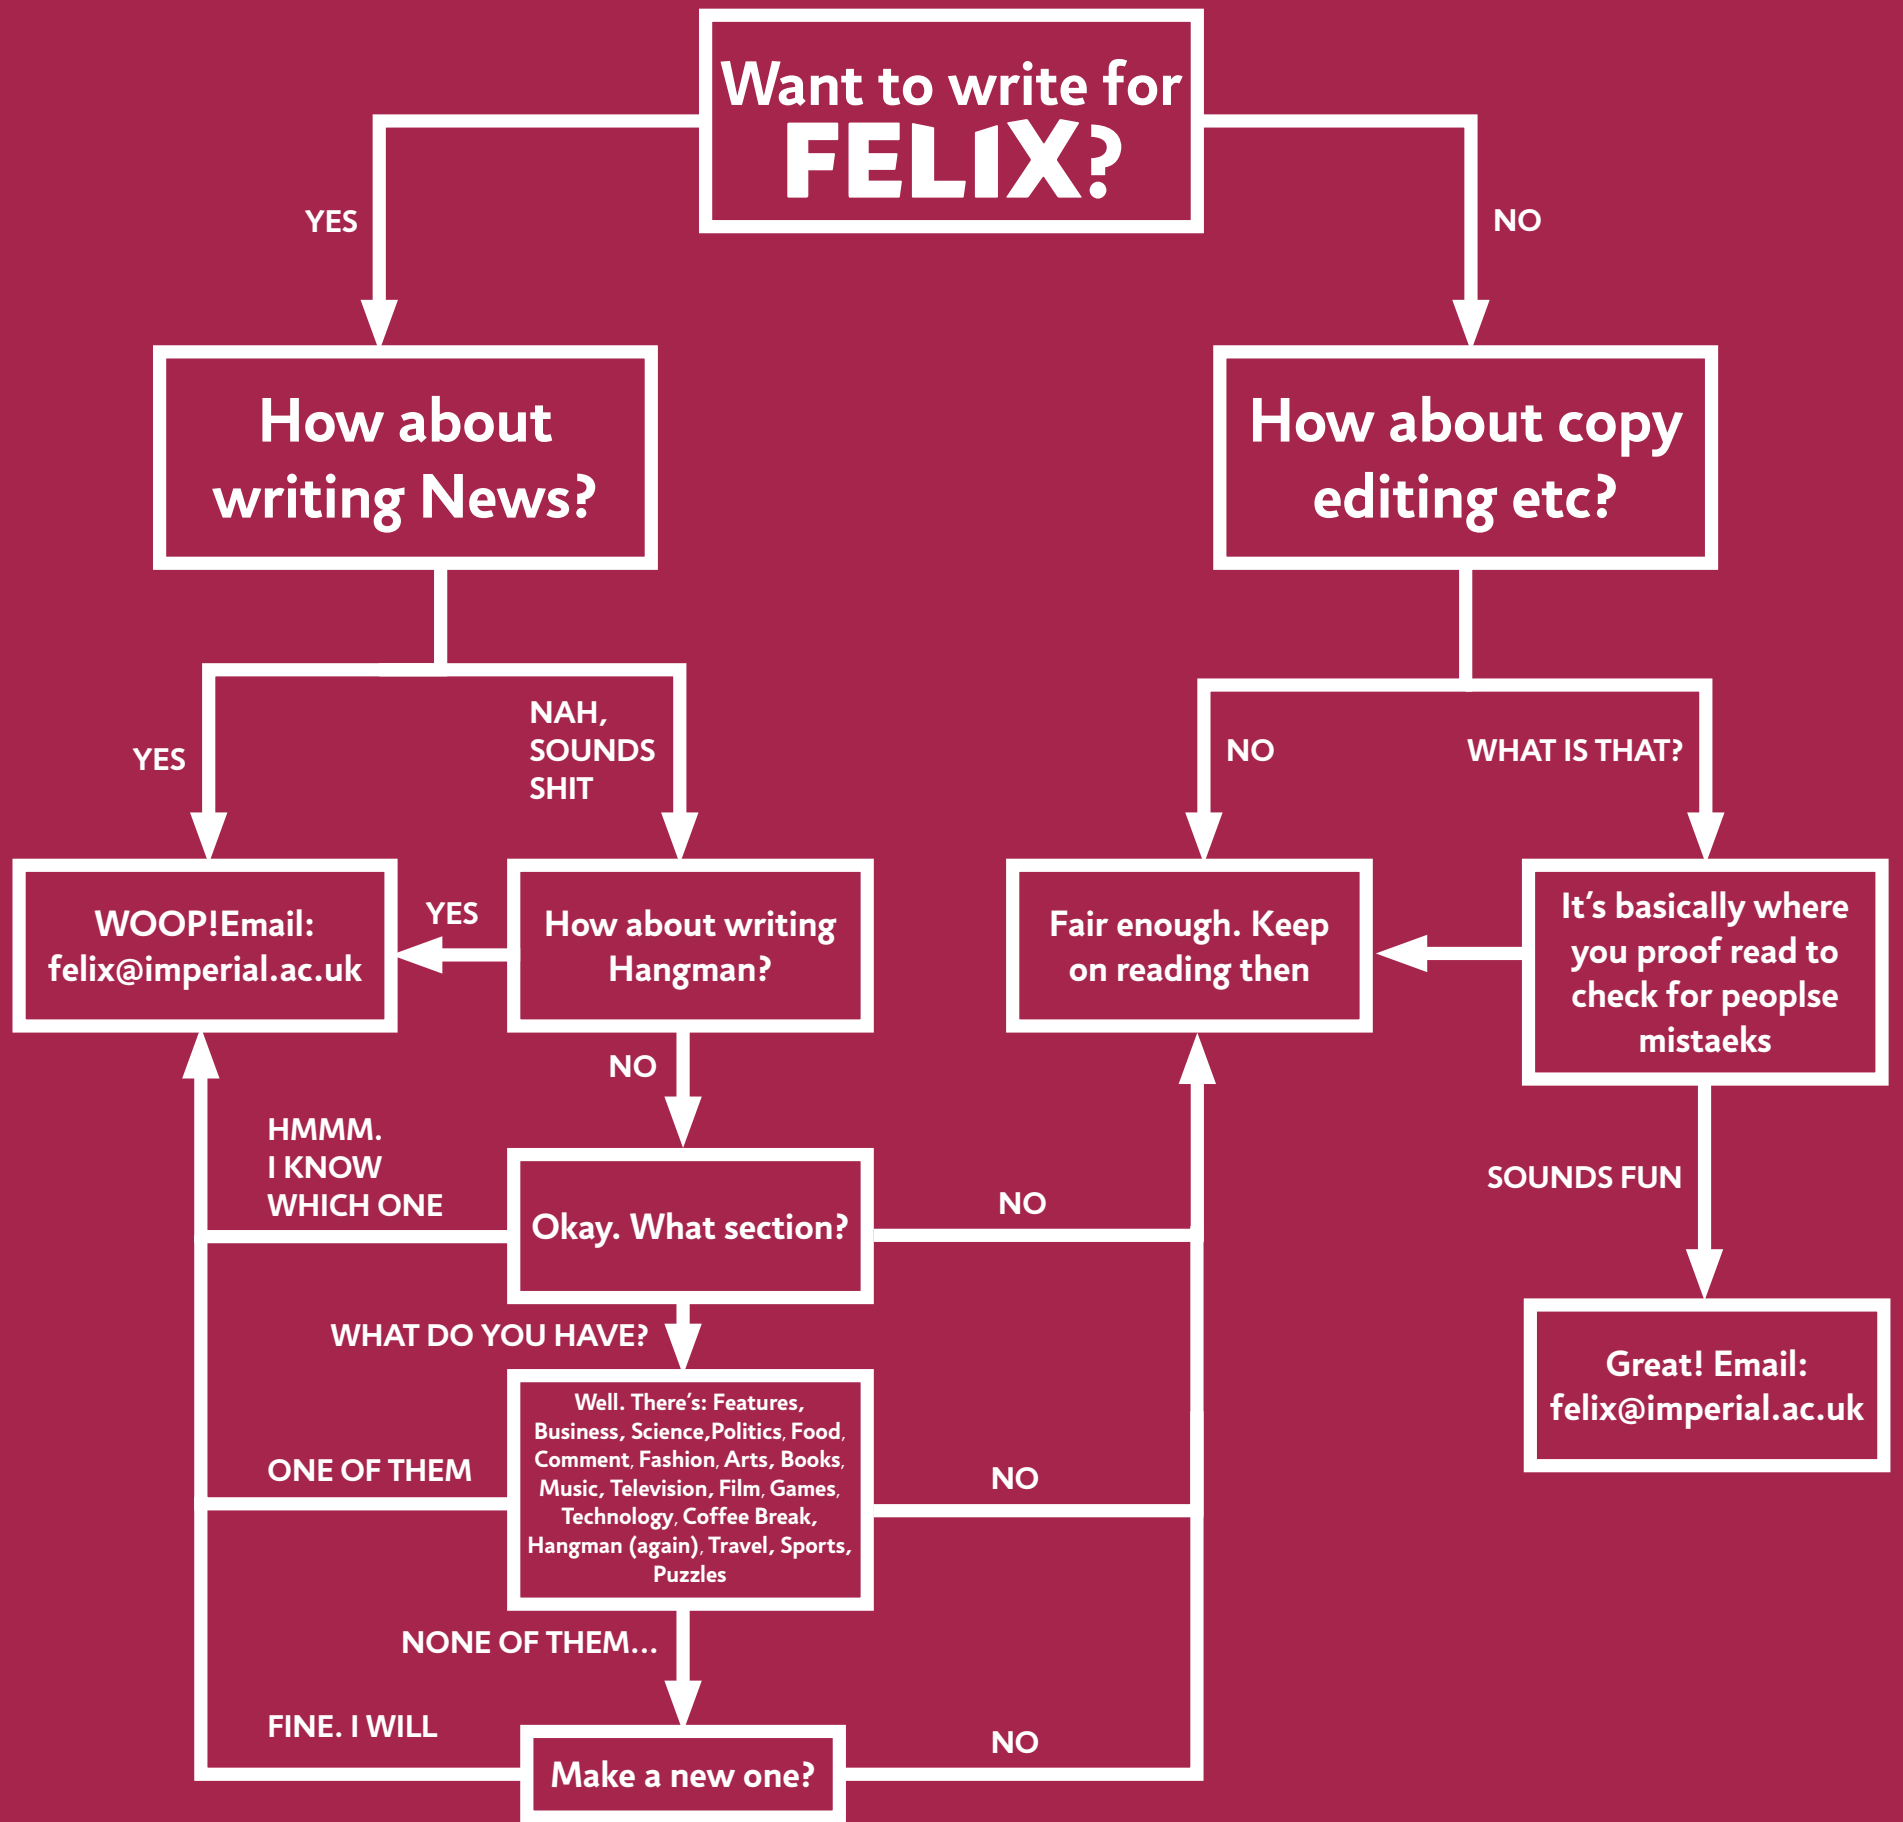 Want to write for
FELIX?
YES
NO
How about
writing News?
How about copy
editing etc?
YES
NAH,
SOUNDS
SHIT
NO
WHAT IS THAT?
WOOP!Email:
felix@imperial.ac.uk
YES
How about writing
Hangman?
Fair enough. Keep
on reading then
It's basically where
you proof read to
check for peoplse
mistaeks
NO
HMMM.
I KNOW
WHICH ONE
Okay. What section?
NO
SOUNDS FUN
WHAT DO YOU HAVE?
Great! Email:
felix@imperial.ac.uk
Well. There's: Features,
Business, Science,Politics, Food,
Comment, Fashion, Arts, Books,
Music, Television, Film, Games,
Technology, Coffee Break,
Hangman (again), Travel, Sports,
Puzzles
ONE OF THEM
NO
NONE OF THEM...
FINE. I WILL
Make a new one?
NO